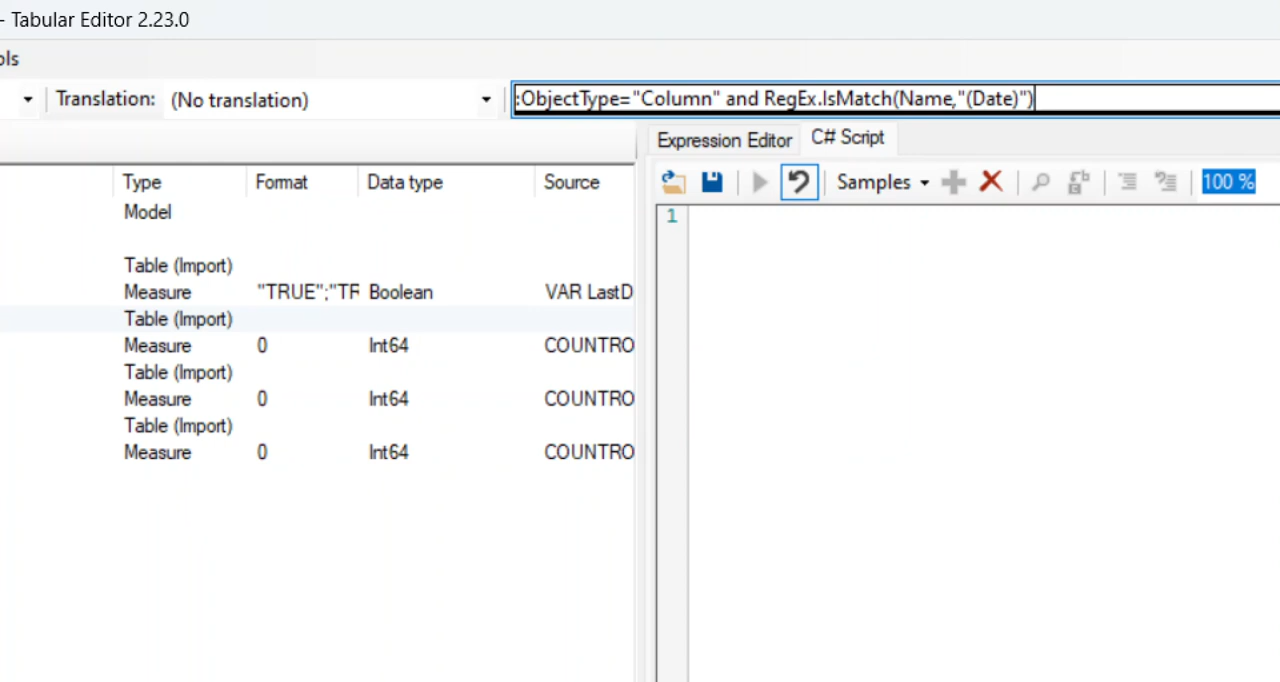 - Tabular Editor 2.23.0
ols
Translation: (No translation)
:ObjectType="Column" and RegEx.IsMatch(Name,"(Date)")
Expression Editor C# Script
Samples 100 %
Type Format Data type Source
1
Model
Table (Import)
Measure "TRUE";"TR Boolean VAR LastD
Table (Import)
Measure 0 Int64 COUNTRO
Table (Import)
Measure 0 Int64 COUNTRO
Table (Import)
Measure 0 Int64 COUNTRO